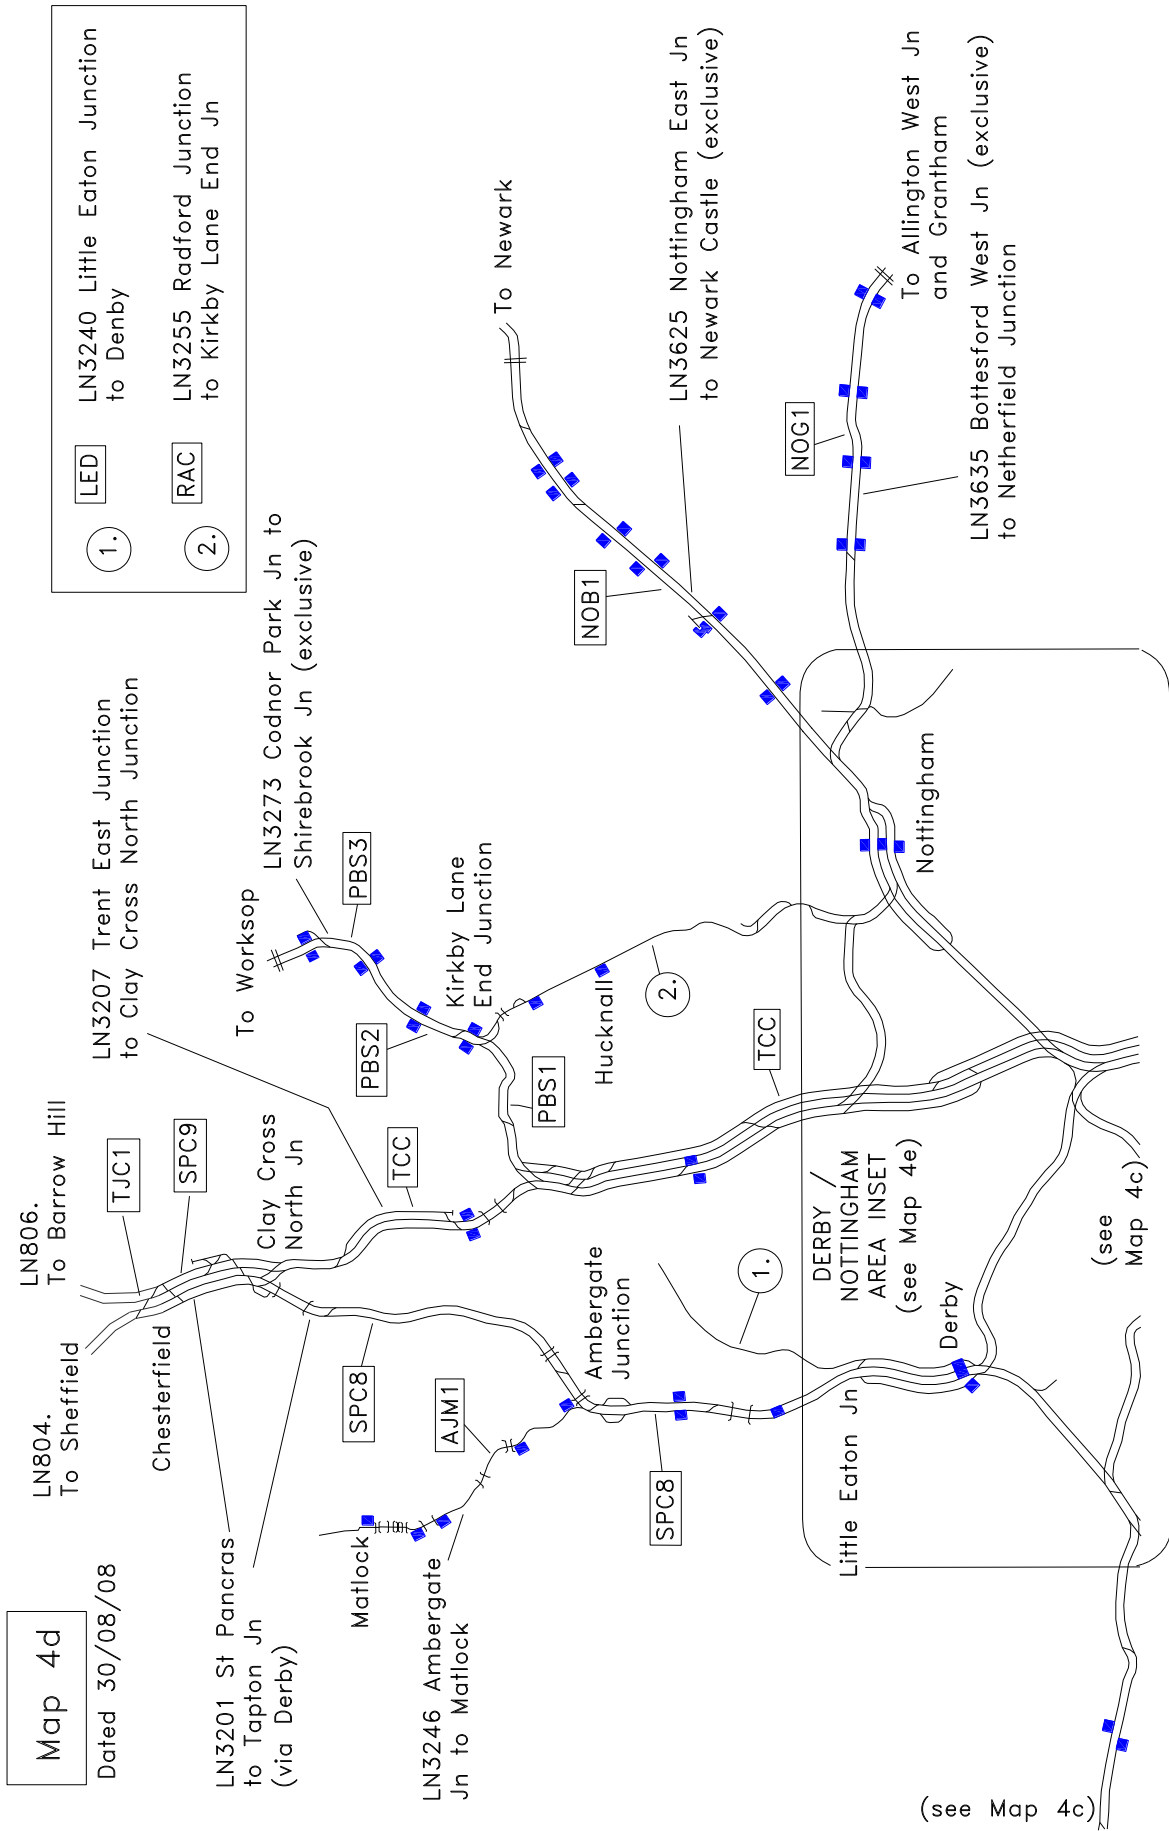 Map 4d
Dated 30/08/08
LN804.
To Sheffield
LN806.
To Barrow Hill
TJC1
SPC9
Chesterfield
Clay Cross
North Jn
LN3207 Trent East Junction
to Clay Cross North Junction
To Worksop
LN3273 Codnor Park Jn to
Shirebrook Jn (exclusive)
1.
LED
LN3240 Little Eaton Junction
to Denby
2.
RAC
LN3255 Radford Junction
to Kirkby Lane End Jn
LN3201 St Pancras
to Tapton Jn
(via Derby)
SPC8
TCC
PBS2
PBS3
Matlock
AJM1
LN3246 Ambergate
Jn to Matlock
Kirkby Lane
End Junction
To Newark
PBS1
Ambergate
Junction
Hucknall
NOB1
SPC8
2.
LN3625 Nottingham East Jn
to Newark Castle (exclusive)
1.
TCC
NOG1
DERBY /
NOTTINGHAM
AREA INSET
(see Map 4e)
Little Eaton Jn
Derby
Nottingham
To Allington West Jn
and Grantham
LN3635 Bottesford West Jn (exclusive)
to Netherfield Junction
(see Map 4c)
(see
Map 4c)